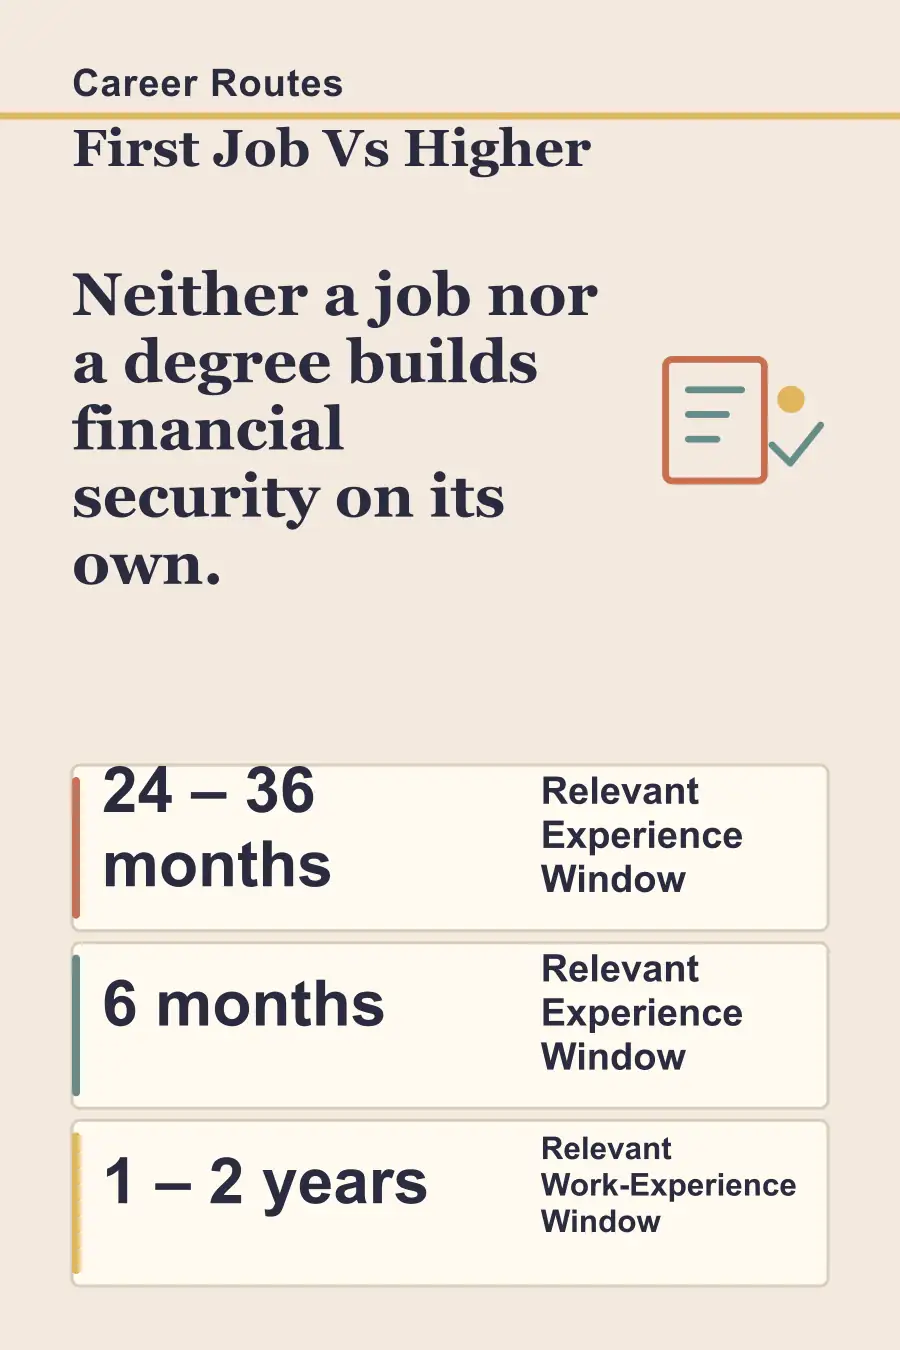 Career Routes
First Job Vs Higher
Neither a job nor
a degree builds
financial
security on its
own.
24 – 36
months
Relevant
Experience
Window
6 months
Relevant
Experience
Window
1 – 2 years
Relevant
Work-Experience
Window